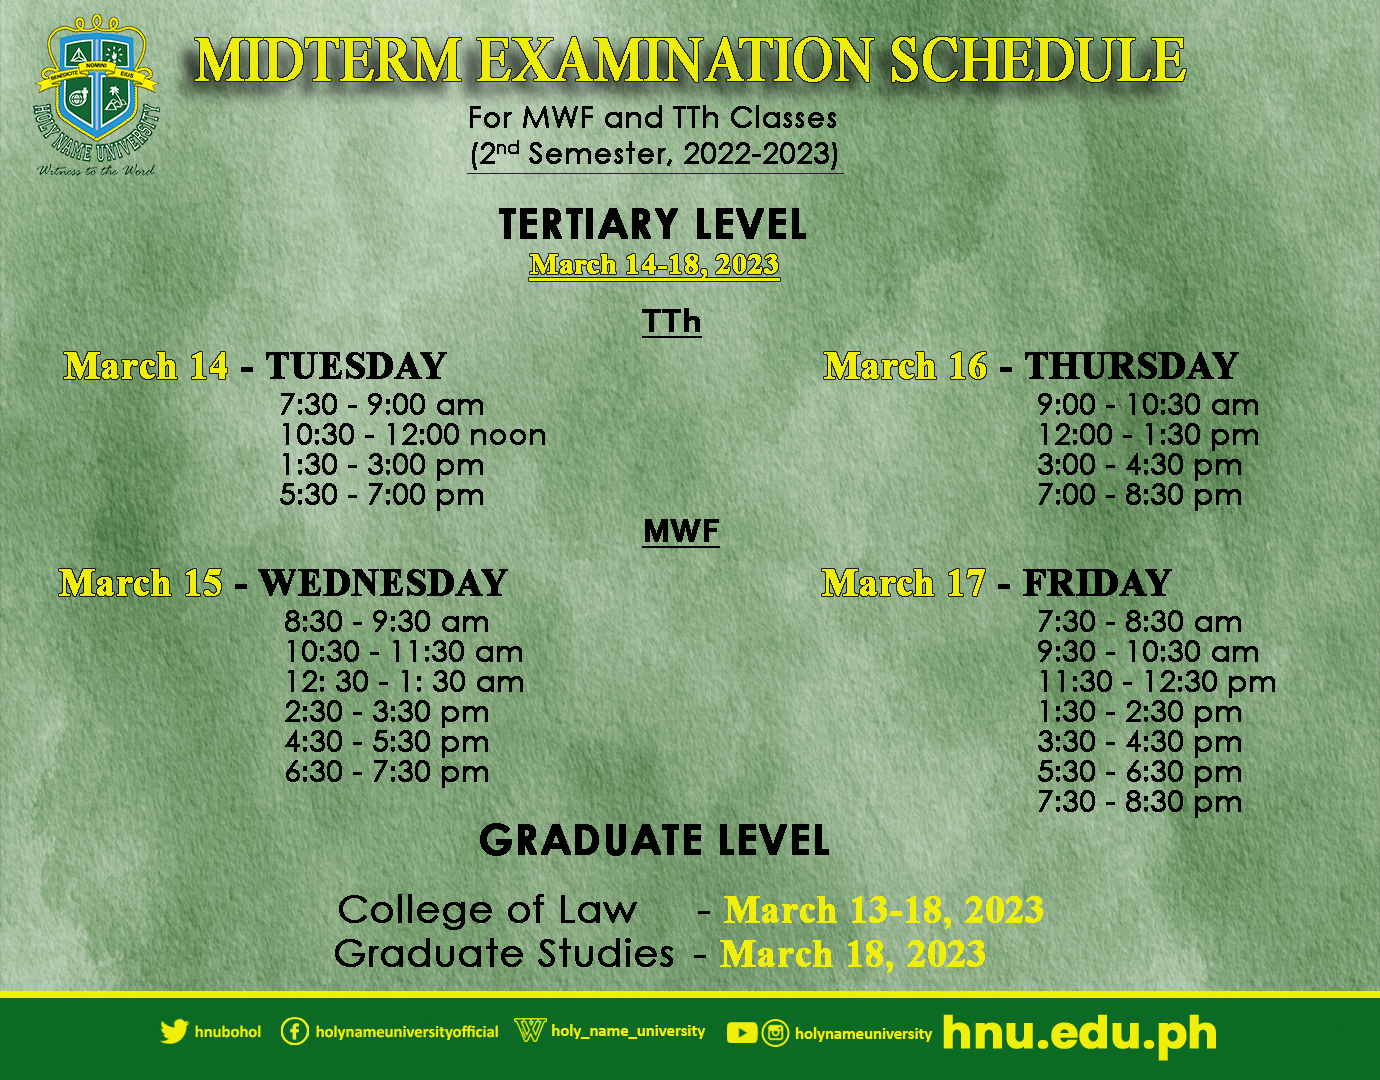 NOMINI
BENEDICITE EIUS
HOLY NAME UNIVERSITY
Witness to the Word
MIDTERM EXAMINATION SCHEDULE
For MWF and TTh Classes
(2nd Semester, 2022-2023)
TERTIARY LEVEL
March 14-18, 2023
TTh
March 14 - TUESDAY
7:30 - 9:00 am
10:30 - 12:00 noon
1:30 - 3:00 pm
5:30 - 7:00 pm
March 16 - THURSDAY
9:00 - 10:30 am
12:00 - 1:30 pm
3:00 - 4:30 pm
7:00 - 8:30 pm
MWF
March 15 - WEDNESDAY
8:30 - 9:30 am
10:30 - 11:30 am
12: 30 - 1: 30 am
2:30 - 3:30 pm
4:30 - 5:30 pm
6:30 - 7:30 pm
March 17 - FRIDAY
7:30 - 8:30 am
9:30 - 10:30 am
11:30 - 12:30 pm
1:30 - 2:30 pm
3:30 - 4:30 pm
5:30 - 6:30 pm
7:30 - 8:30 pm
GRADUATE LEVEL
College of Law - March 13-18, 2023
Graduate Studies - March 18, 2023
hnubohol holynameuniversityofficial holy_name_university holynameuniversity hnu.edu.ph